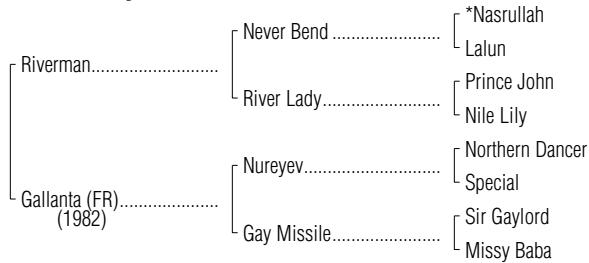 *Nasrullah
Never Bend ........................
Lalun
Riverman............................
Prince John
River Lady..........................
Nile Lily
Northern Dancer
Nureyev..............................
Special
Gallanta (FR)......................
(1982)
Sir Gaylord
Gay Missile........................
Missy Baba